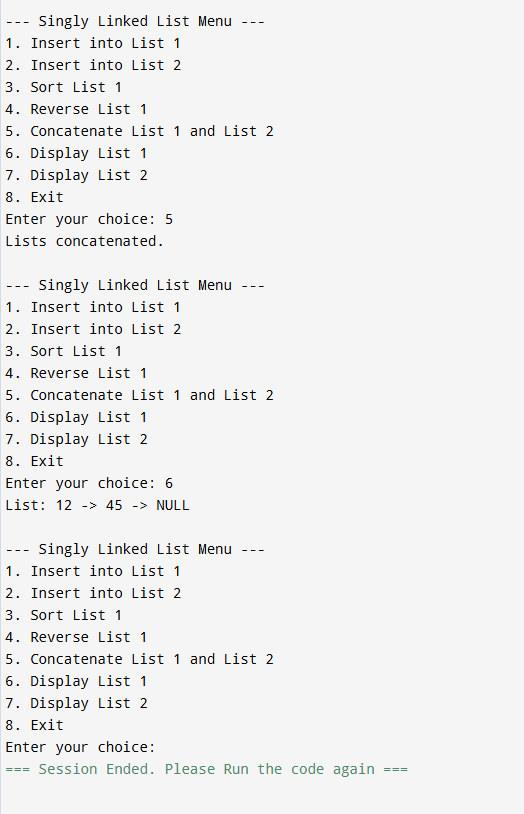 --- Singly Linked List Menu ---
1. Insert into List 1
2. Insert into List 2
3. Sort List 1
4. Reverse List 1
5. Concatenate List 1 and List 2
6. Display List 1
7. Display List 2
8. Exit
Enter your choice: 5
Lists concatenated.

--- Singly Linked List Menu ---
1. Insert into List 1
2. Insert into List 2
3. Sort List 1
4. Reverse List 1
5. Concatenate List 1 and List 2
6. Display List 1
7. Display List 2
8. Exit
Enter your choice: 6
List: 12 -> 45 -> NULL

--- Singly Linked List Menu ---
1. Insert into List 1
2. Insert into List 2
3. Sort List 1
4. Reverse List 1
5. Concatenate List 1 and List 2
6. Display List 1
7. Display List 2
8. Exit
Enter your choice:
=== Session Ended. Please Run the code again ===